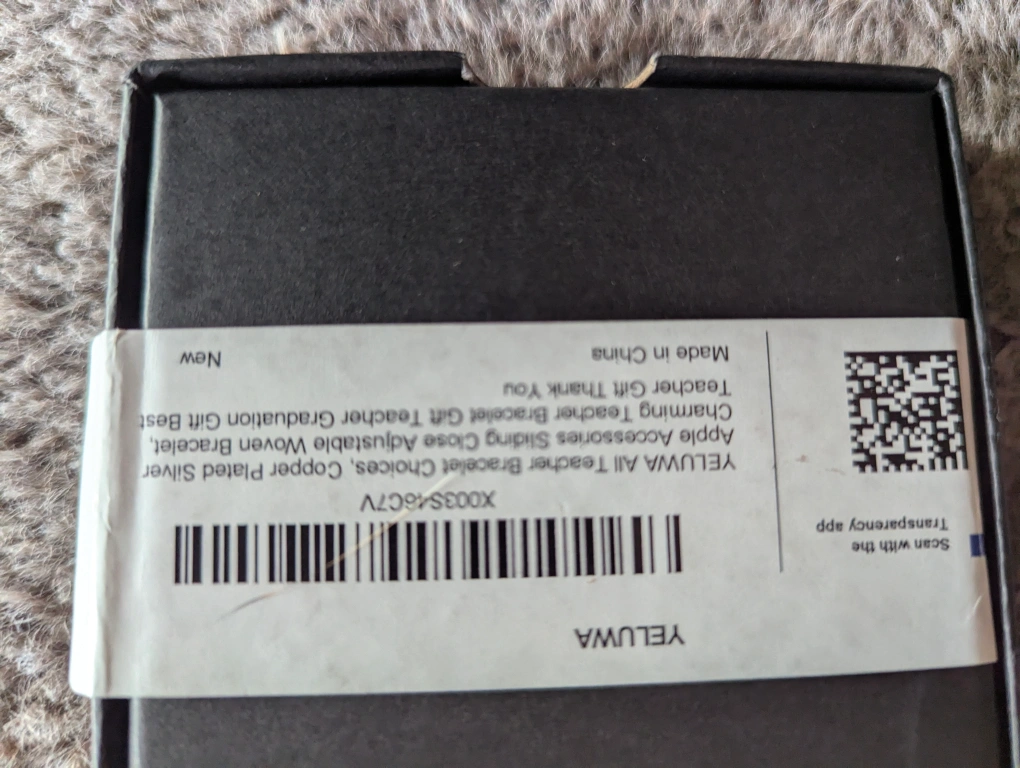 YELUWA
X003S46C7V
YELUWA All Teacher Bracelet Choices, Copper Plated Silver
Apple Accessories Sliding Close Adjustable Woven Bracelet,
Charming Teacher Bracelet Gift Teacher Graduation Gift Best
Teacher Gift Thank You
Made in China
New
Scan with the
Transparency app